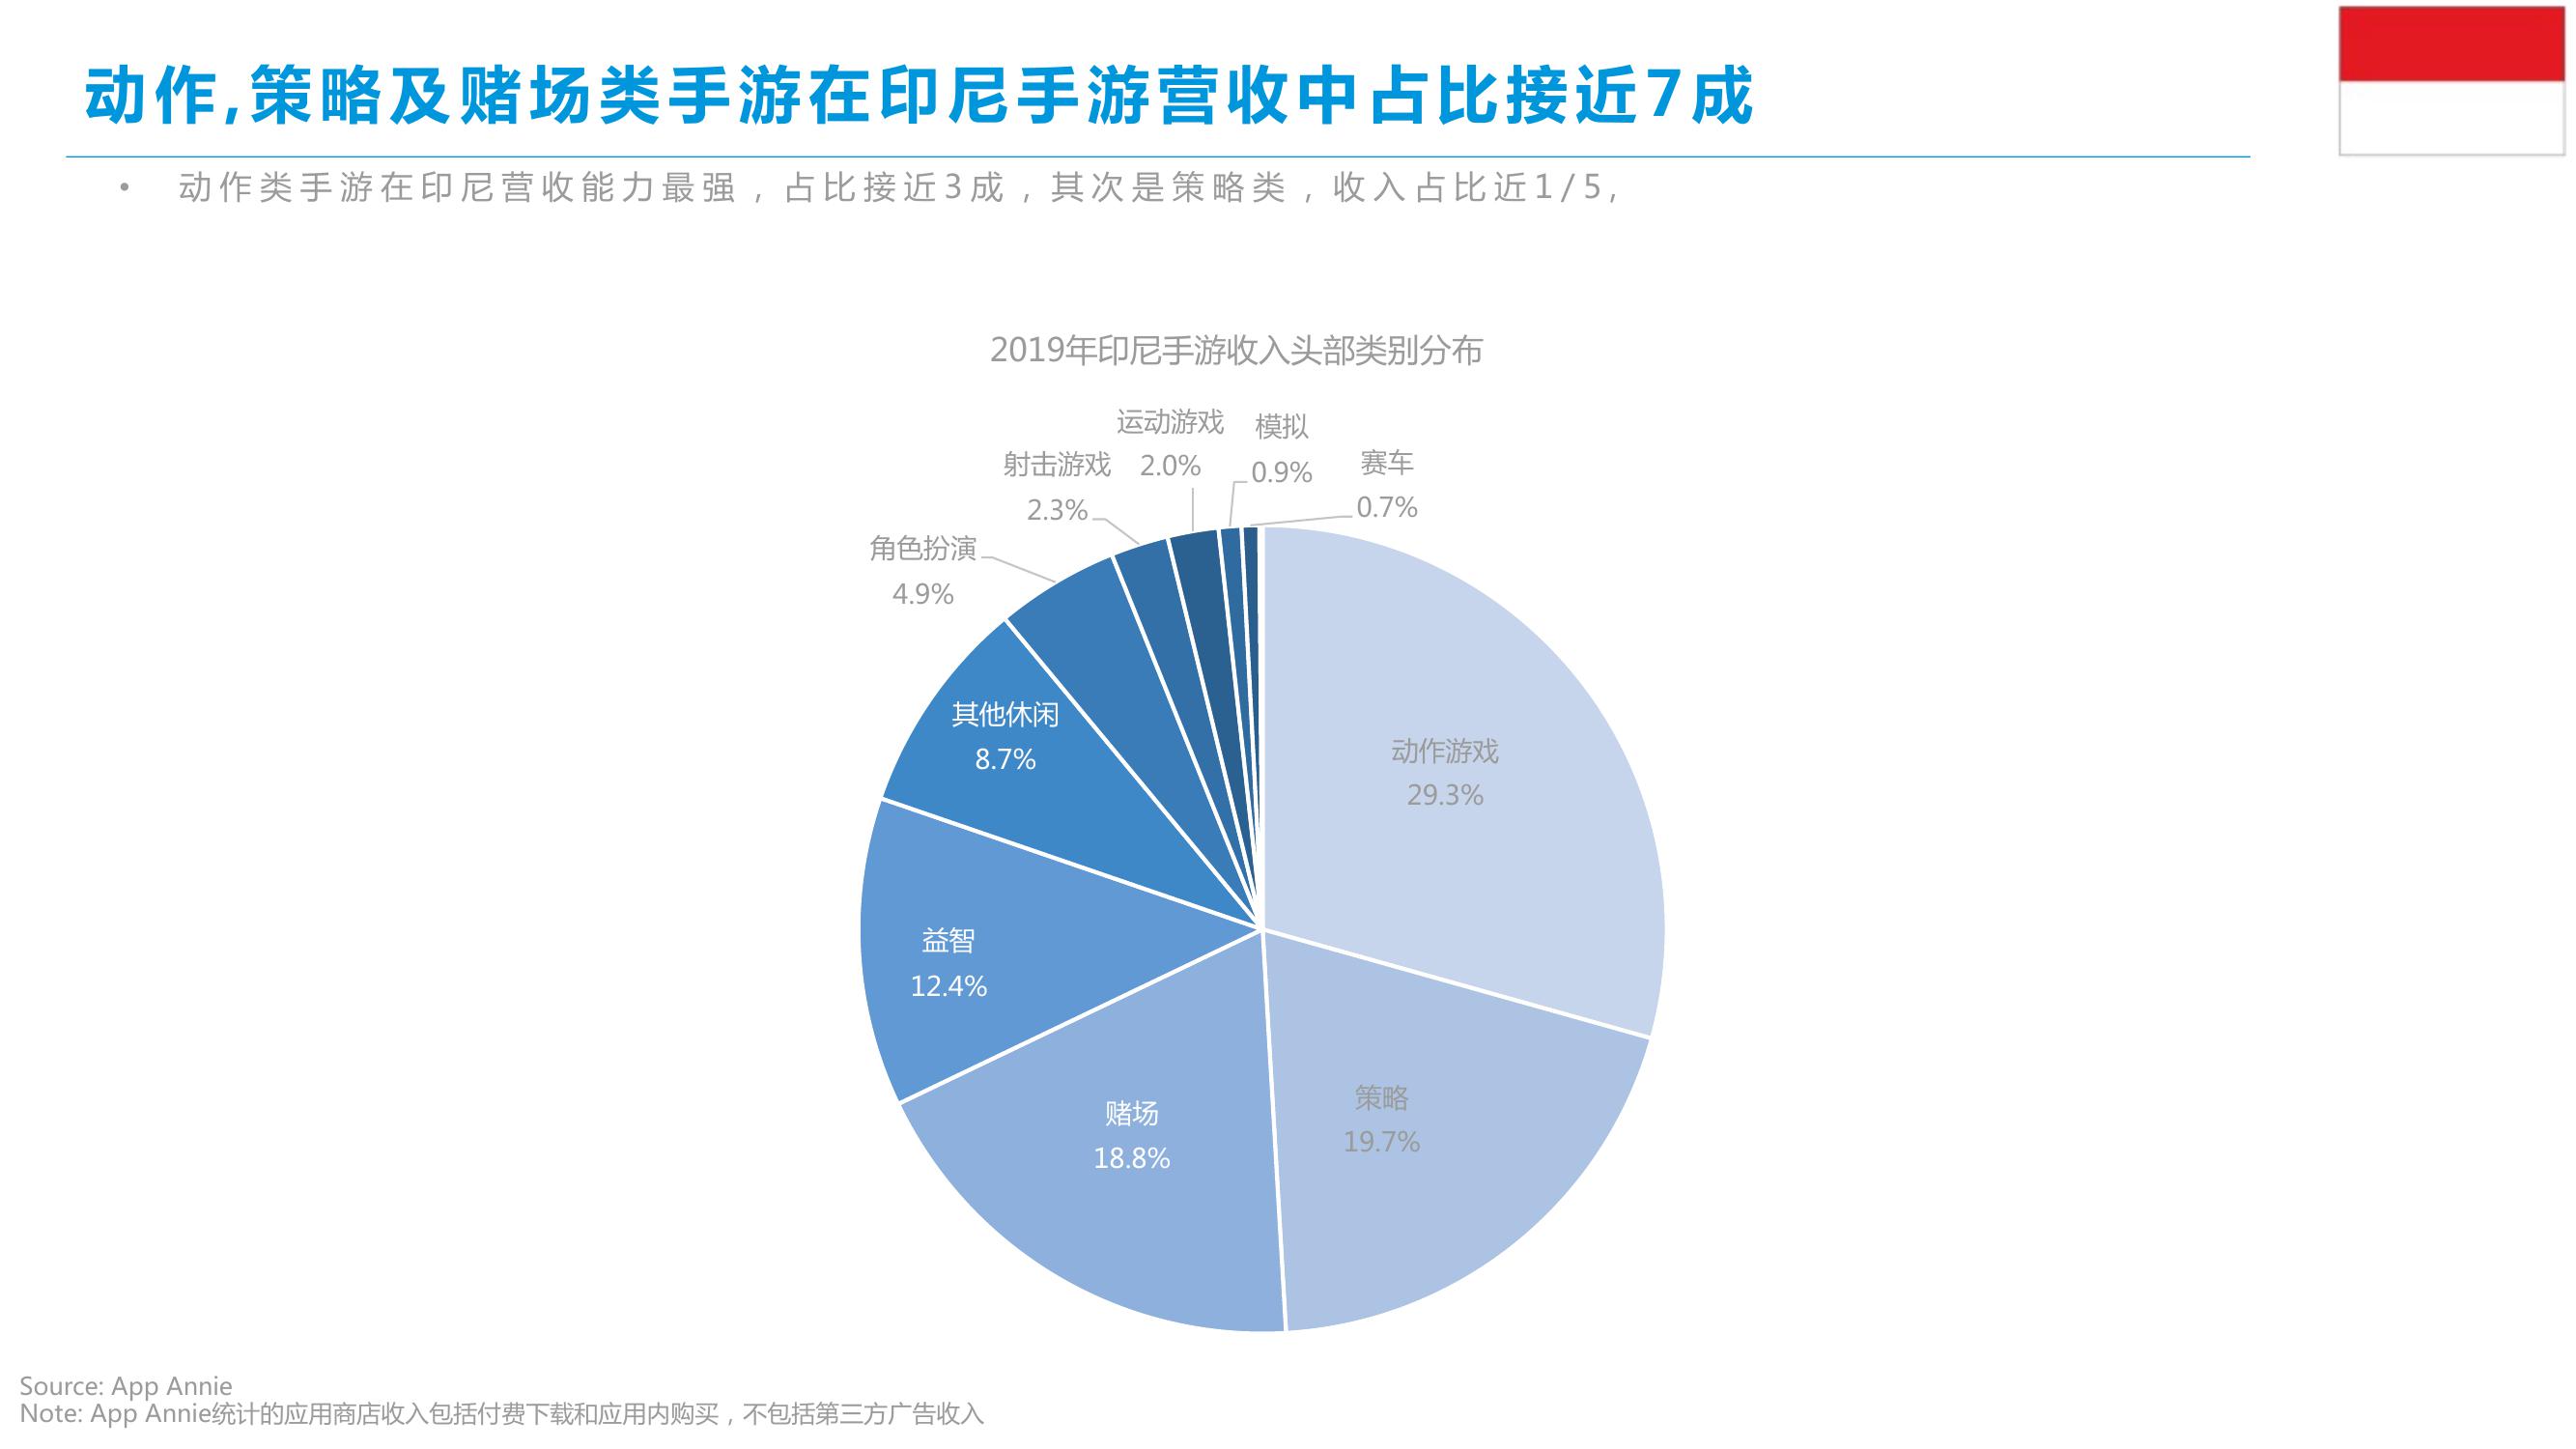 动作,策略及赌场类手游在印尼手游营收中占比接近7成
• 动作类手游在印尼营收能力最强，占比接近3成，其次是策略类，收入占比近1/5,
2019年印尼手游收入头部类别分布
运动游戏
2.0%
模拟
0.9%
射击游戏
2.3%
赛车
0.7%
角色扮演
4.9%
其他休闲
8.7%
动作游戏
29.3%
益智
12.4%
策略
19.7%
赌场
18.8%
Source: App Annie
Note: App Annie统计的应用商店收入包括付费下载和应用内购买，不包括第三方广告收入